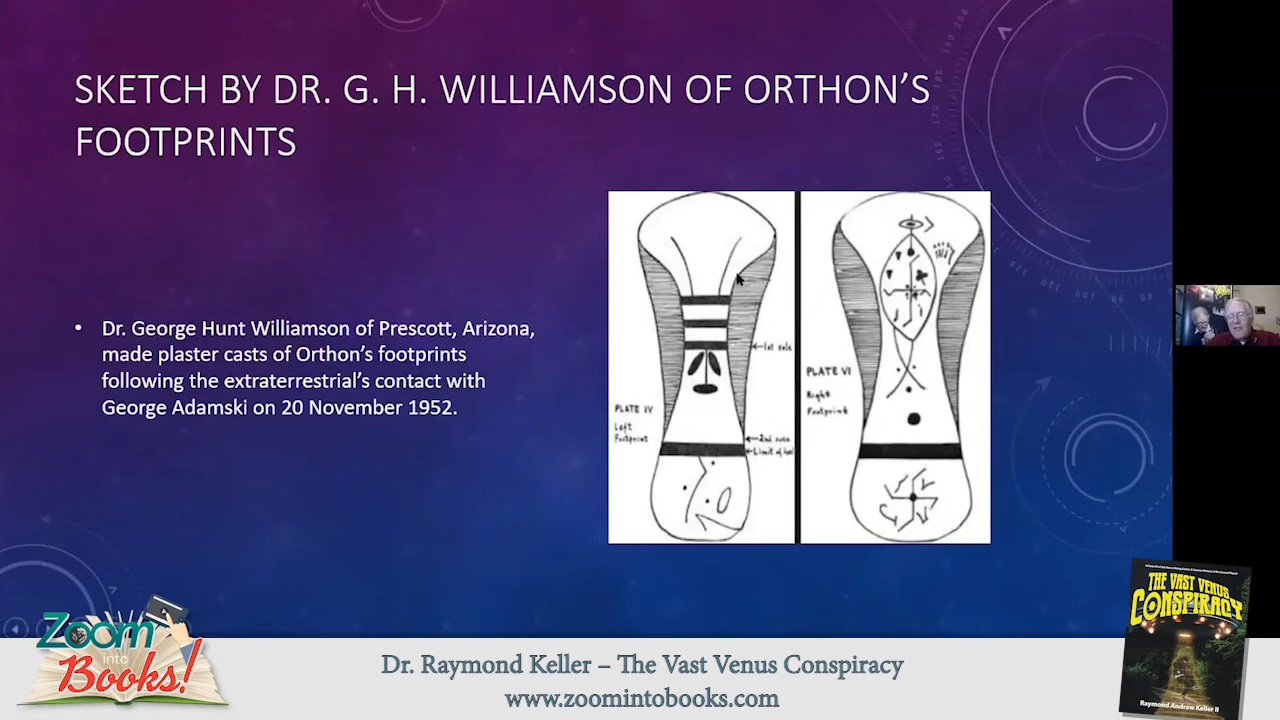 SKETCH BY DR. G. H. WILLIAMSON OF ORTHON'S
FOOTPRINTS
• Dr. George Hunt Williamson of Prescott, Arizona,
made plaster casts of Orthon's footprints
following the extraterrestrial's contact with
George Adamski on 20 November 1952.
1st sole
PLATE IV
Left
Footprint
2nd sole
Limit of heel
PLATE VI
Right
Footprint
Zoom
into
Books!
Dr. Raymond Keller – The Vast Venus Conspiracy
www.zoomintobooks.com
THE VAST VENUS
CONSPIRACY
Raymond Andrew Keller II